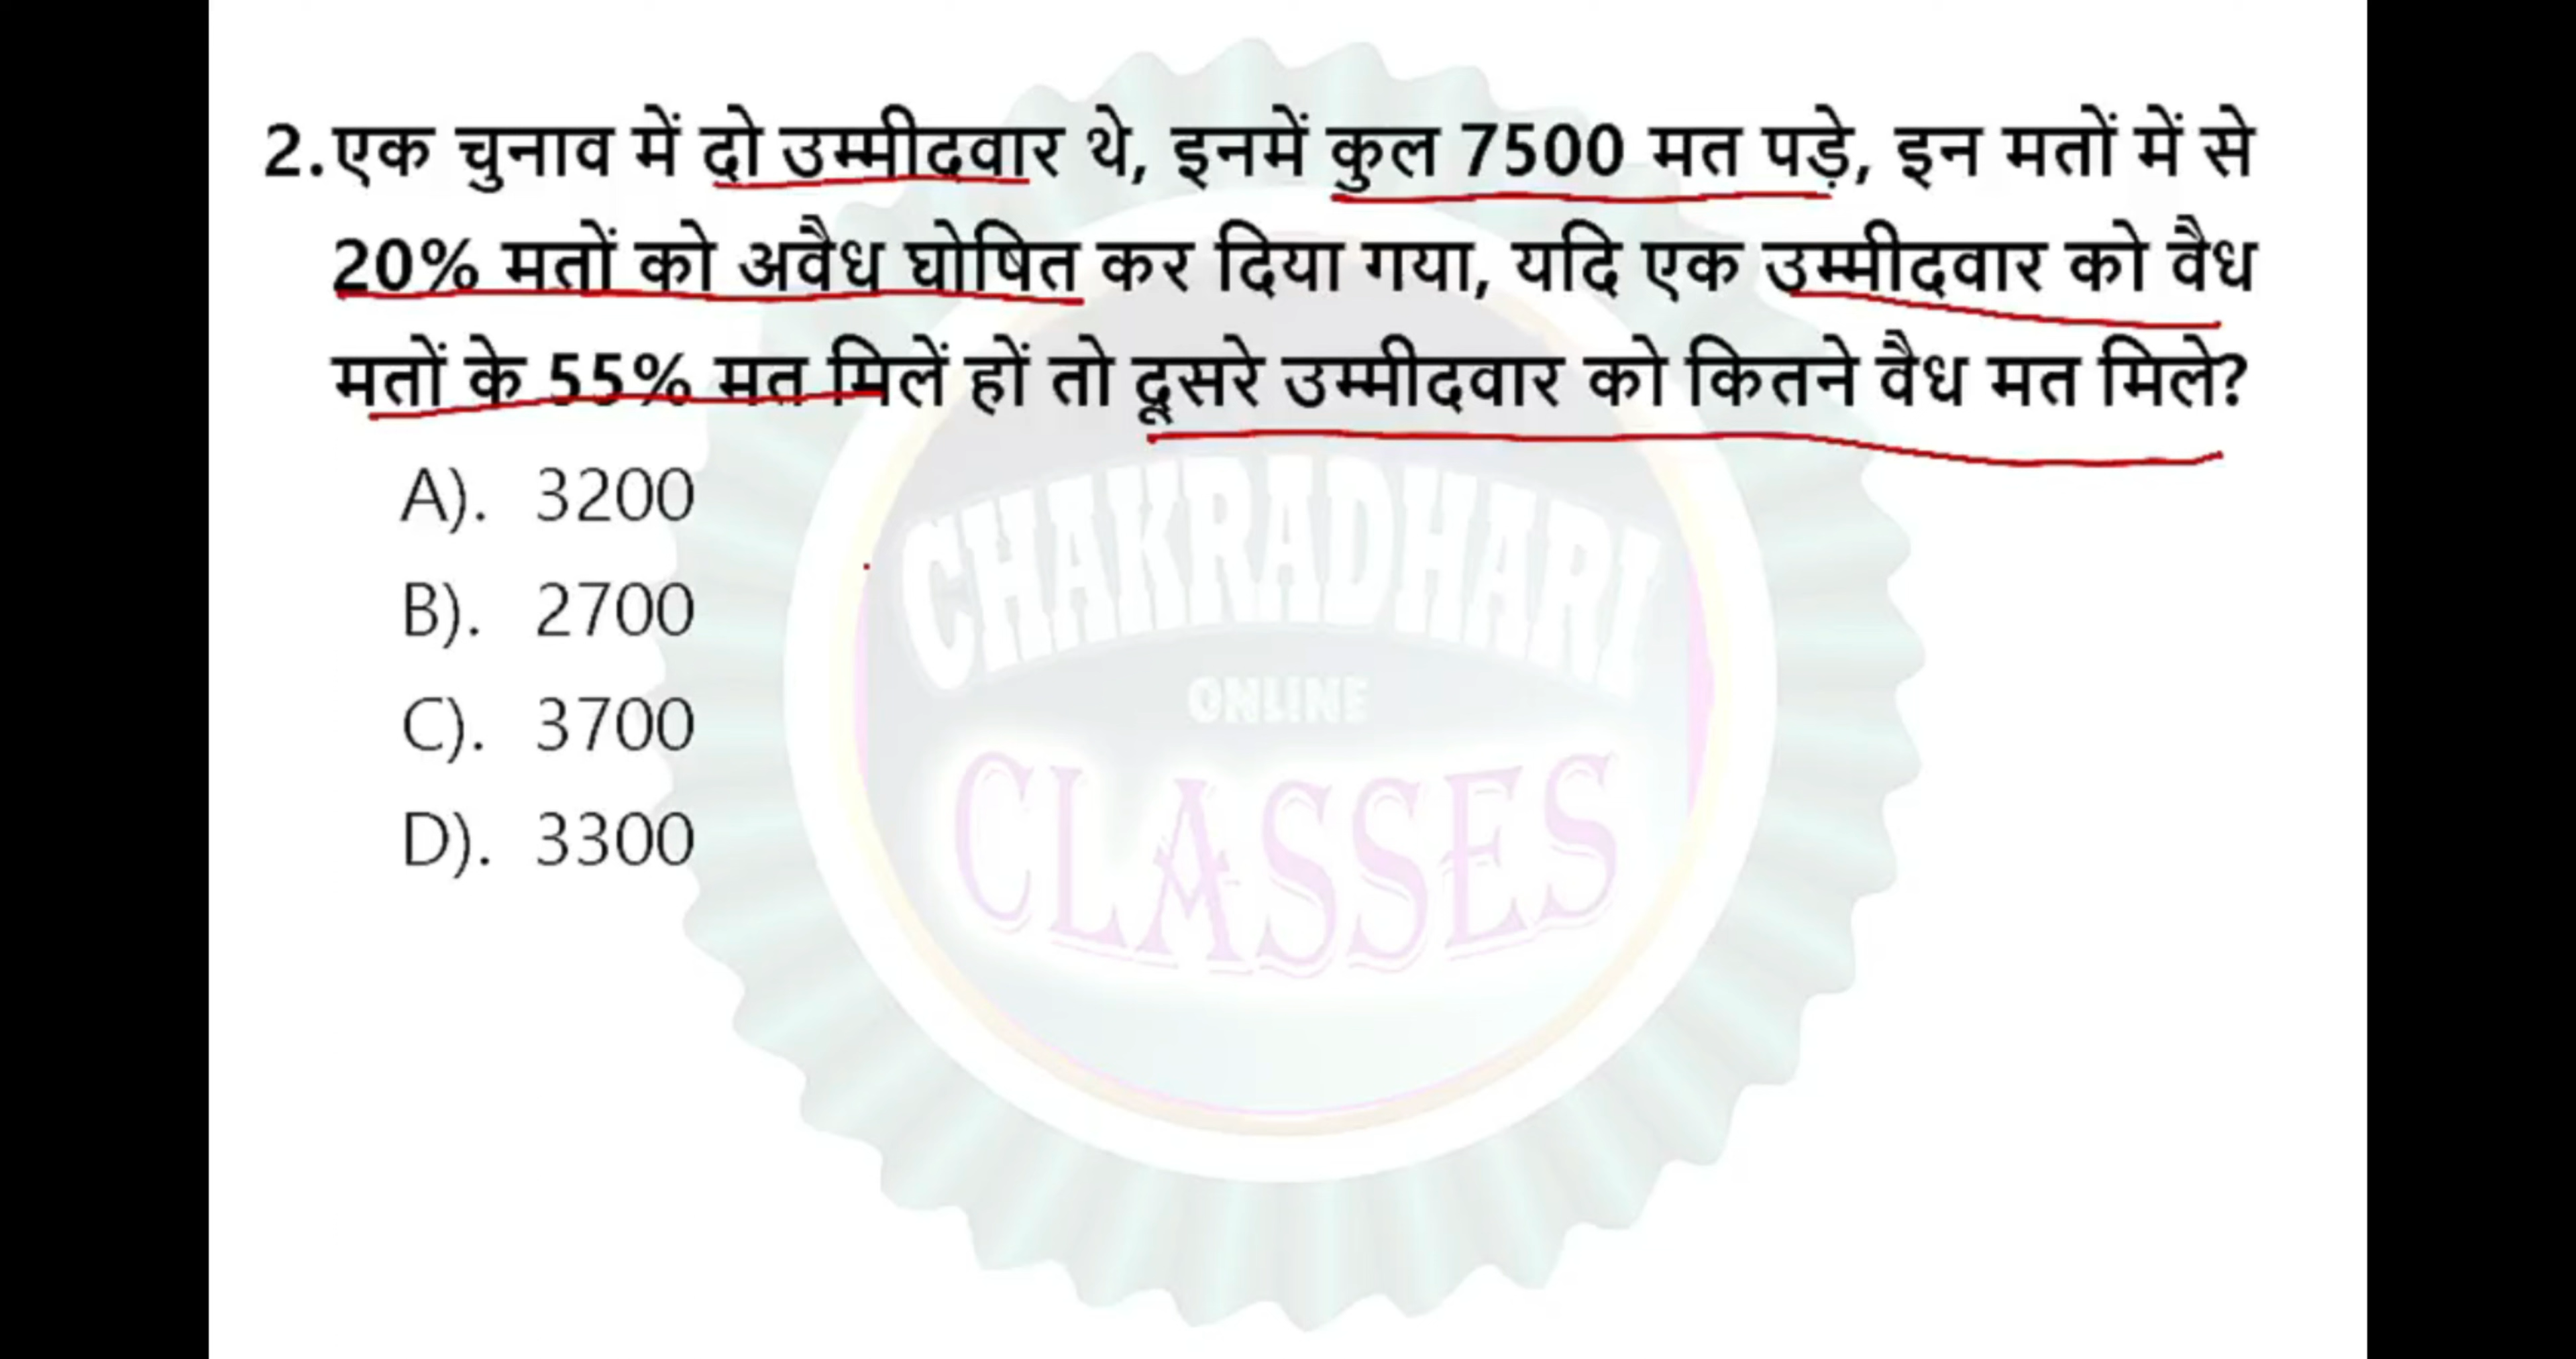 2. एक चुनाव में दो उम्मीदवार थे, इनमें कुल 7500 मत पड़े, इन मतों में से
20% मतों को अवैध घोषित कर दिया गया, यदि एक उम्मीदवार को वैध
मतों के 55% मत मिलें हों तो दूसरे उम्मीदवार को कितने वैध मत मिले?
A). 3200
B). 2700
C). 3700
D). 3300
CHAKRADHARI
ONLINE
CLASSES